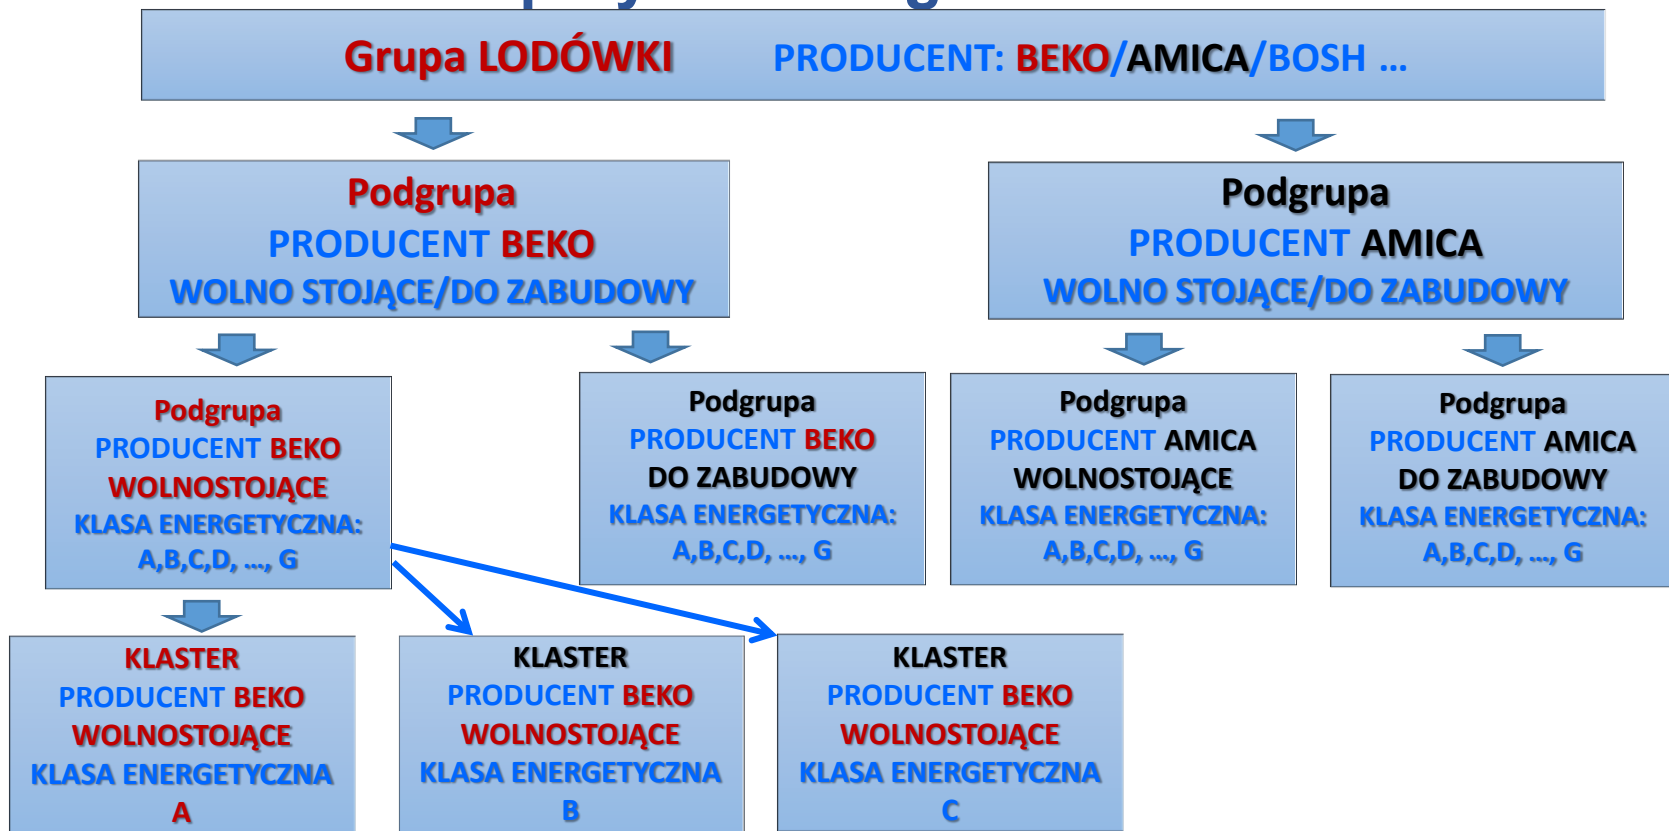 Grupa LODÓWKI PRODUCENT: BEKO/AMICA/BOSH ...
Podgrupa
PRODUCENT BEKO
WOLNO STOJĄCE/DO ZABUDOWY
Podgrupa
PRODUCENT AMICA
WOLNO STOJĄCE/DO ZABUDOWY
Podgrupa
PRODUCENT BEKO
WOLNOSTOJĄCE
KLASA ENERGETYCZNA:
A,B,C,D, ..., G
Podgrupa
PRODUCENT BEKO
DO ZABUDOWY
KLASA ENERGETYCZNA:
A,B,C,D, ..., G
Podgrupa
PRODUCENT AMICA
WOLNOSTOJĄCE
KLASA ENERGETYCZNA:
A,B,C,D, ..., G
Podgrupa
PRODUCENT AMICA
DO ZABUDOWY
KLASA ENERGETYCZNA:
A,B,C,D, ..., G
KLASTER
PRODUCENT BEKO
WOLNOSTOJĄCE
KLASA ENERGETYCZNA
A
KLASTER
PRODUCENT BEKO
WOLNOSTOJĄCE
KLASA ENERGETYCZNA
B
KLASTER
PRODUCENT BEKO
WOLNOSTOJĄCE
KLASA ENERGETYCZNA
C